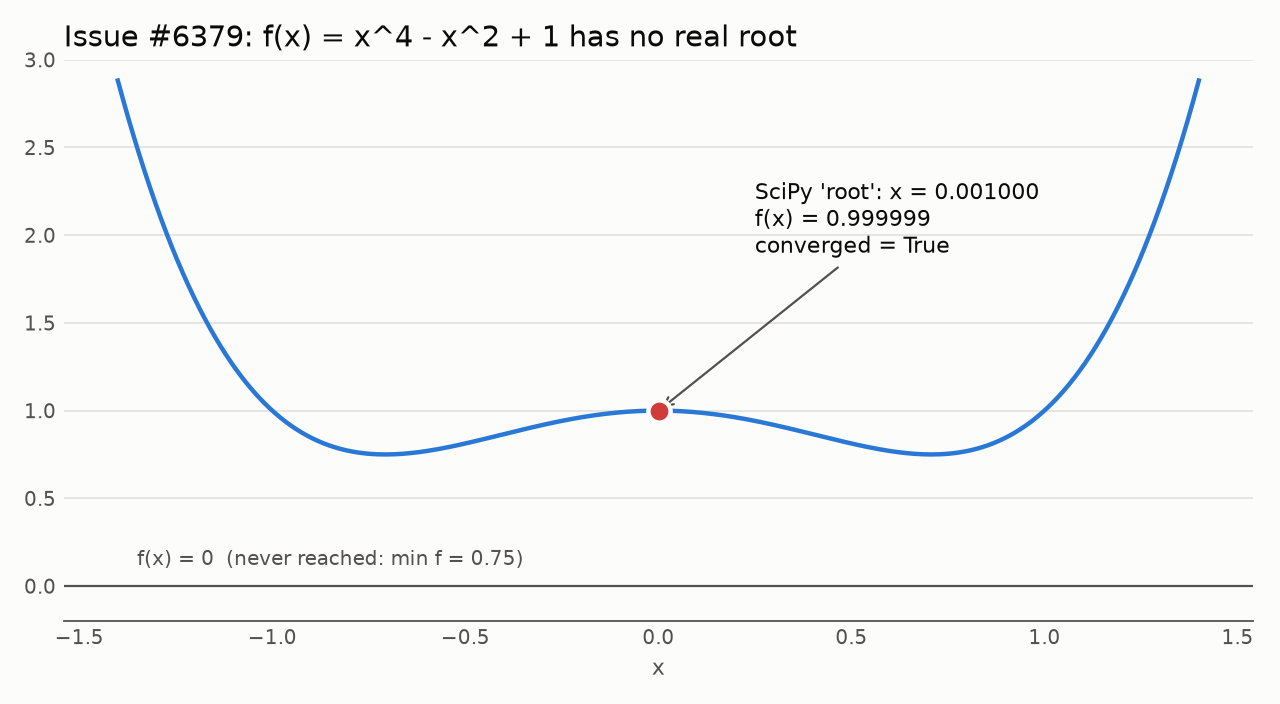 Issue #6379: f(x) = x^4 - x^2 + 1 has no real root
3.0
2.5
2.0
1.5
1.0
0.5
0.0
SciPy 'root': x = 0.001000
f(x) = 0.999999
converged = True
f(x) = 0  (never reached: min f = 0.75)
−1.5 −1.0 −0.5 0.0 0.5 1.0 1.5
x